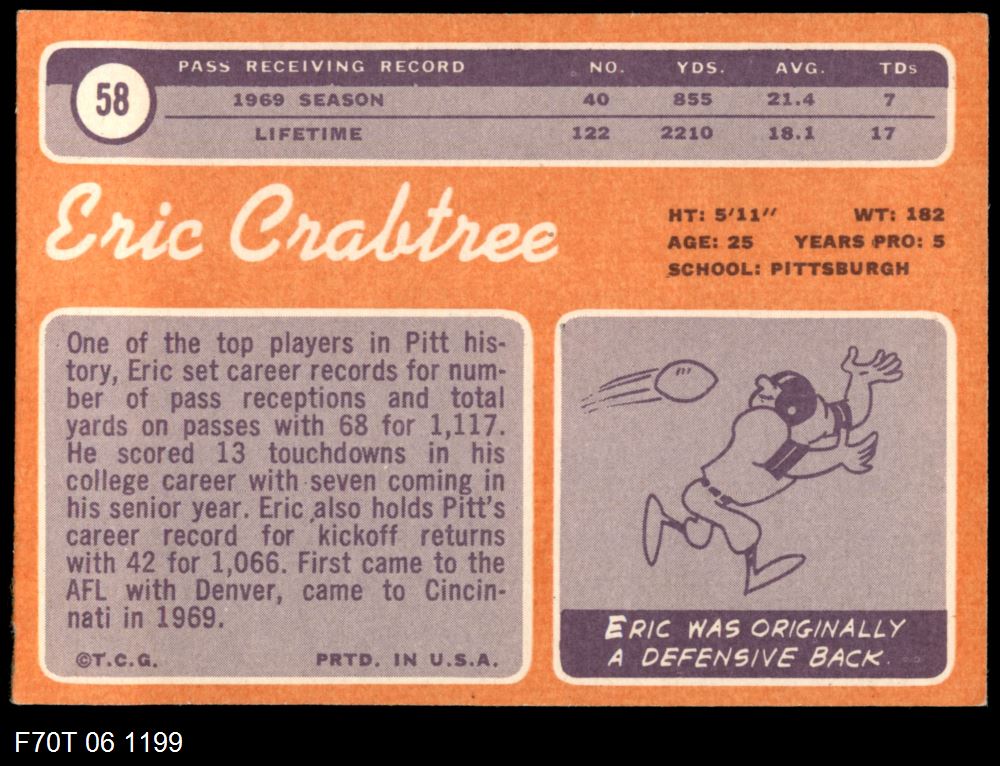 58
PASS RECEIVING RECORD NO. YDS. AVG. TDs
1969 SEASON 40 855 21.4 7
LIFETIME 122 2210 18.1 17
Eric Crabtree
HT: 5'11" WT: 182
AGE: 25 YEARS PRO: 5
SCHOOL: PITTSBURGH
One of the top players in Pitt his-
tory, Eric set career records for num-
ber of pass receptions and total
yards on passes with 68 for 1,117.
He scored 13 touchdowns in his
college career with seven coming in
his senior year. Eric also holds Pitt's
career record for kickoff returns
with 42 for 1,066. First came to the
AFL with Denver, came to Cincin-
nati in 1969.
©T.C.G. PRTD. IN U.S.A.
ERIC WAS ORIGINALLY
A DEFENSIVE BACK.
F70T 06 1199